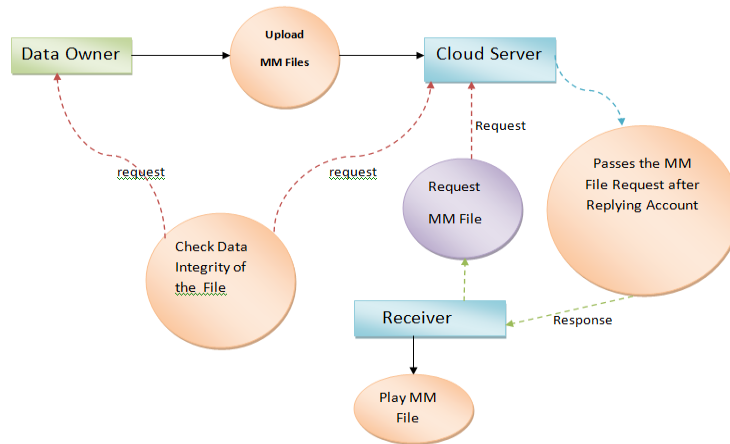 Upload
MM Files
Data Owner
Cloud Server
Request
request
request
Request
MM File
Passes the MM
File Request after
Replying Account
Check Data
Integrity of
the File
Receiver
Response
Play MM
File